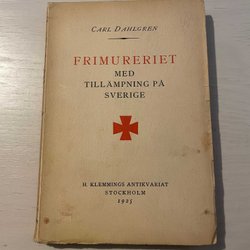 CARL DAHLGREN
FRIMURERIET
MED
TILLÄMPNING PÅ
SVERIGE
H. KLEMMINGS ANTIKVARIAT
STOCKHOLM
1925